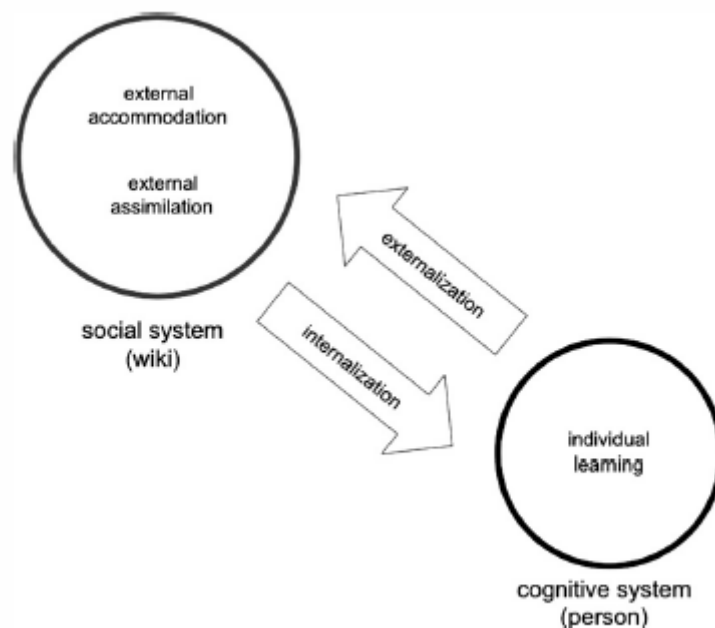 external
accommodation
external
assimilation
social system
(wiki)
externalization
internalization
individual
learning
cognitive system
(person)